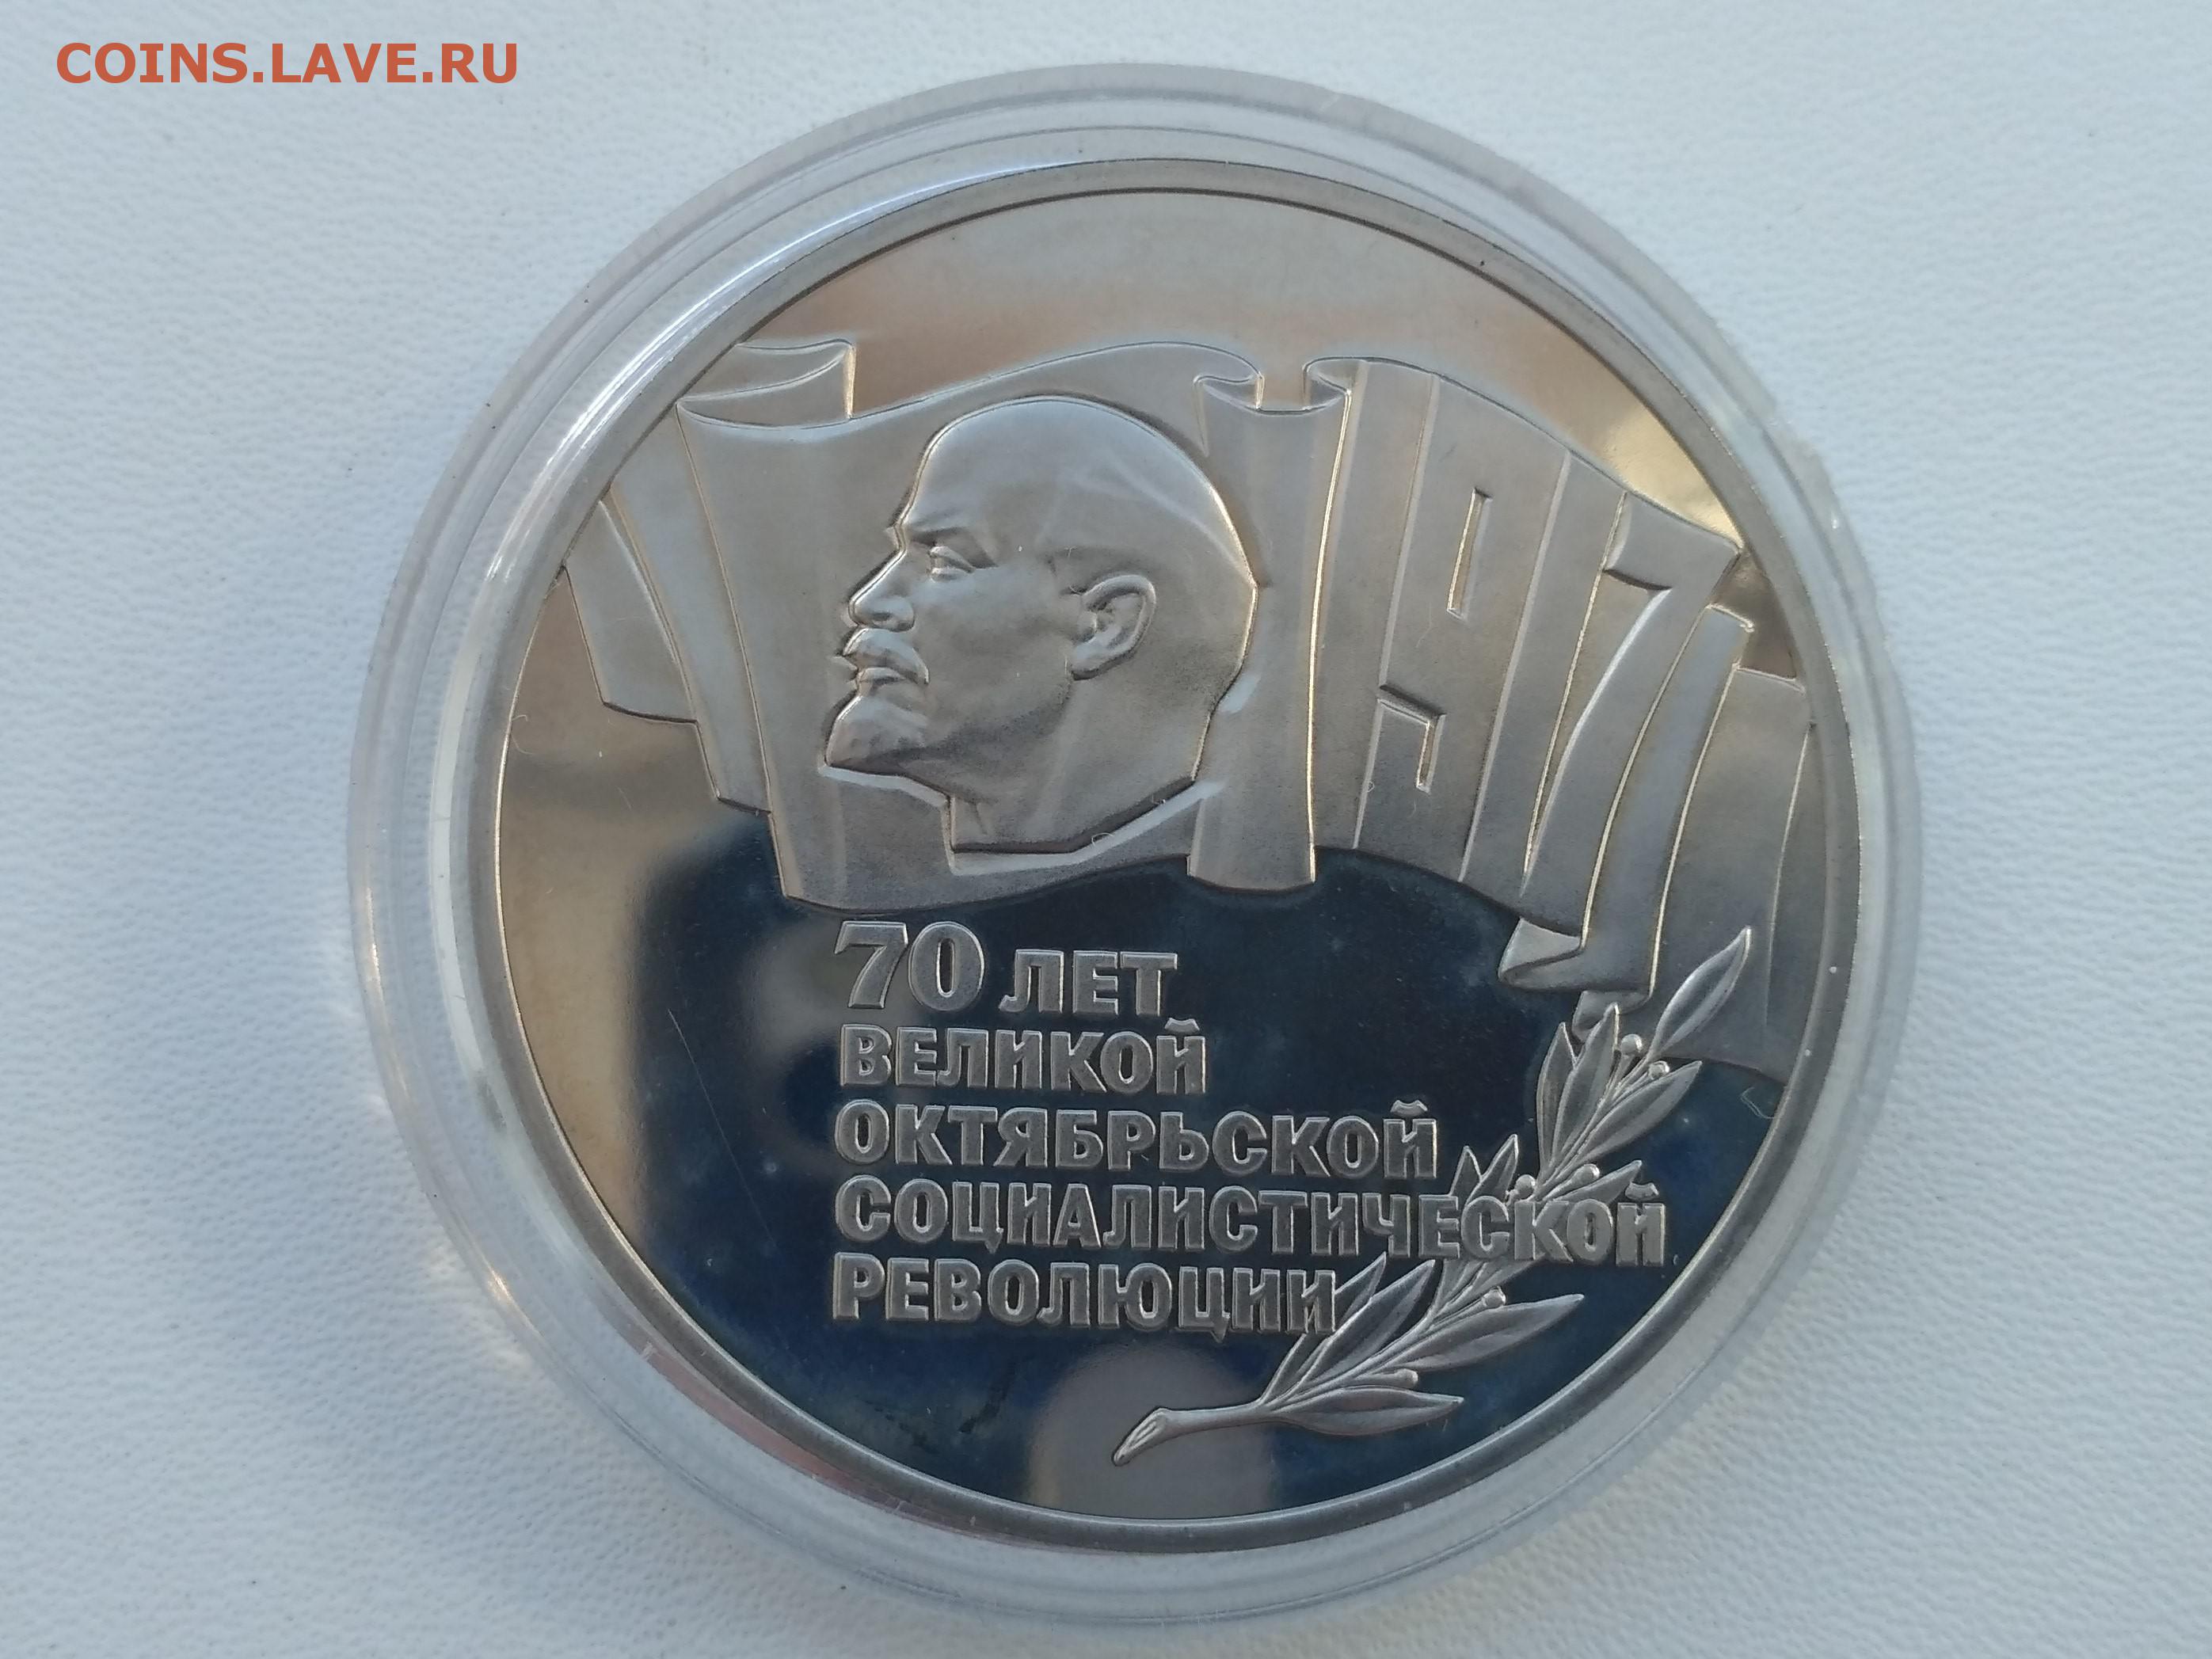 COINS.LAVE.RU
1917
70 ЛЕТ
ВЕЛИКОЙ
ОКТЯБРЬСКОЙ
СОЦИАЛИСТИЧЕСКОЙ
РЕВОЛЮЦИИ